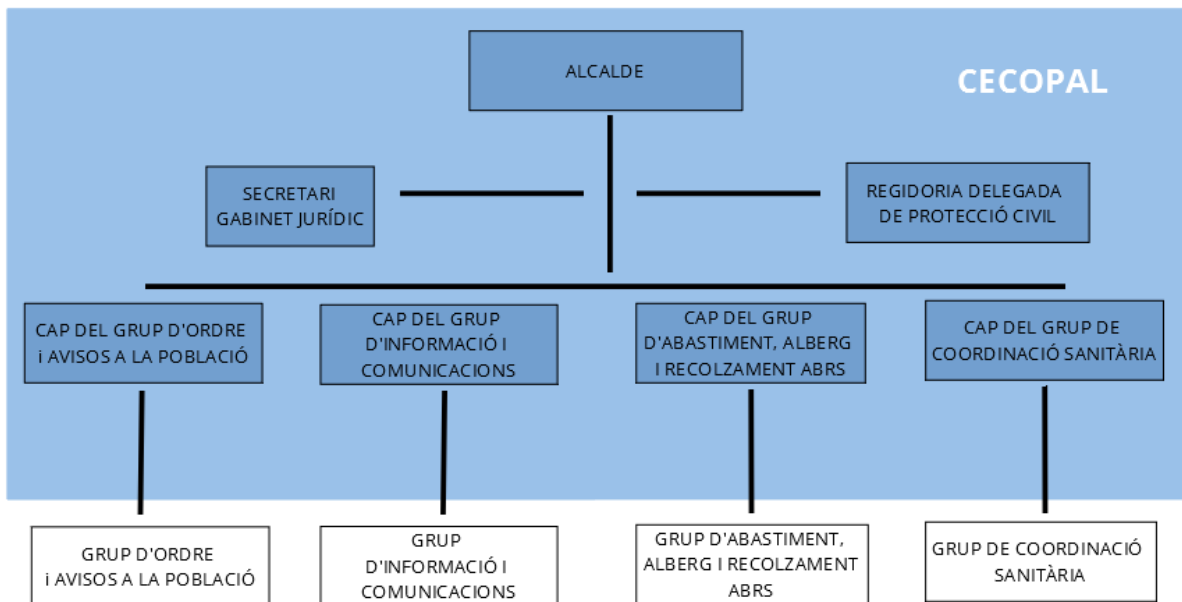 ALCALDE
CECOPAL
SECRETARI
GABINET JURÍDIC
REGIDORIA DELEGADA
DE PROTECCIÓ CIVIL
CAP DEL GRUP D'ORDRE
i AVISOS A LA POBLACIÓ
CAP DEL GRUP
D'INFORMACIÓ I
COMUNICACIONS
CAP DEL GRUP
D'ABASTIMENT, ALBERG
I RECOLZAMENT ABRS
CAP DEL GRUP DE
COORDINACIÓ SANITÀRIA
GRUP D'ORDRE
i AVISOS A LA POBLACIÓ
GRUP
D'INFORMACIÓ I
COMUNICACIONS
GRUP D'ABASTIMENT,
ALBERG I RECOLZAMENT
ABRS
GRUP DE COORDINACIÓ
SANITÀRIA